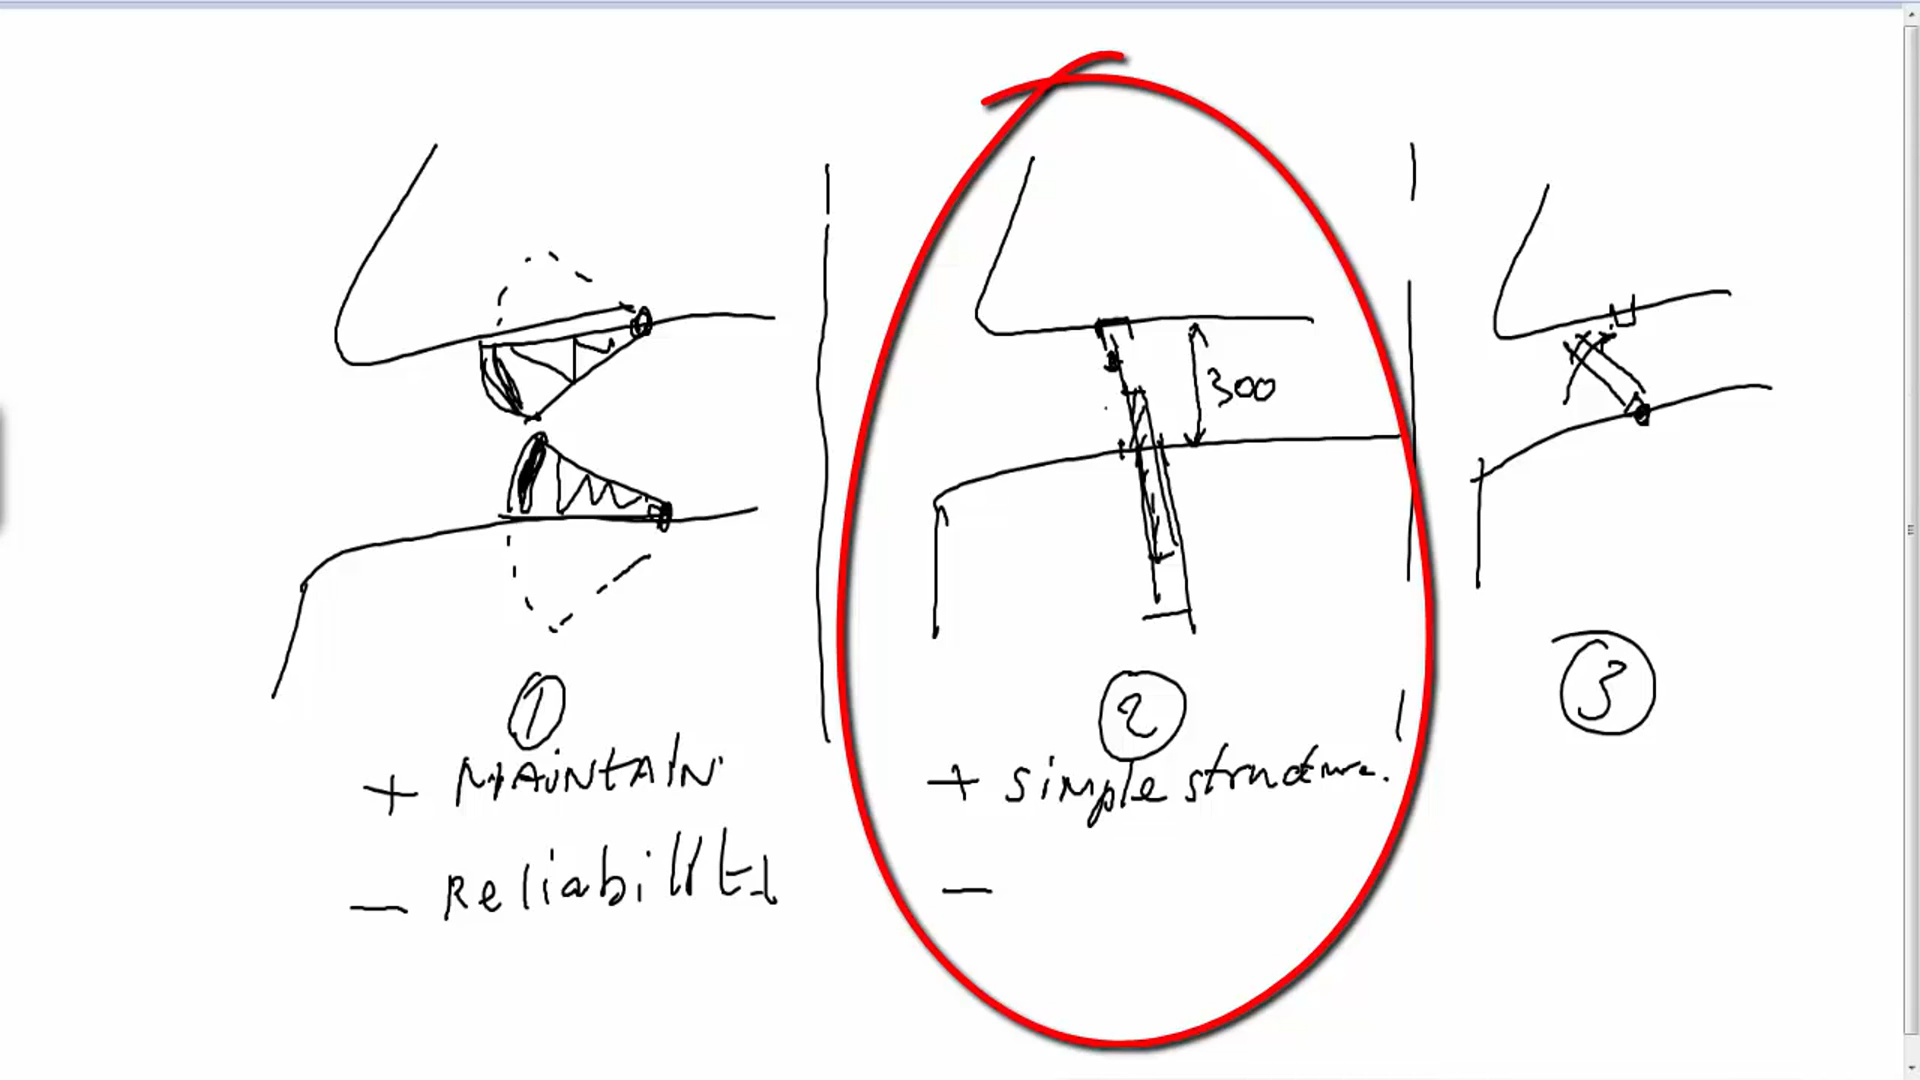 300
1
2
3
+ MAiNtAiN
+ simple structure.
- Reliability
-